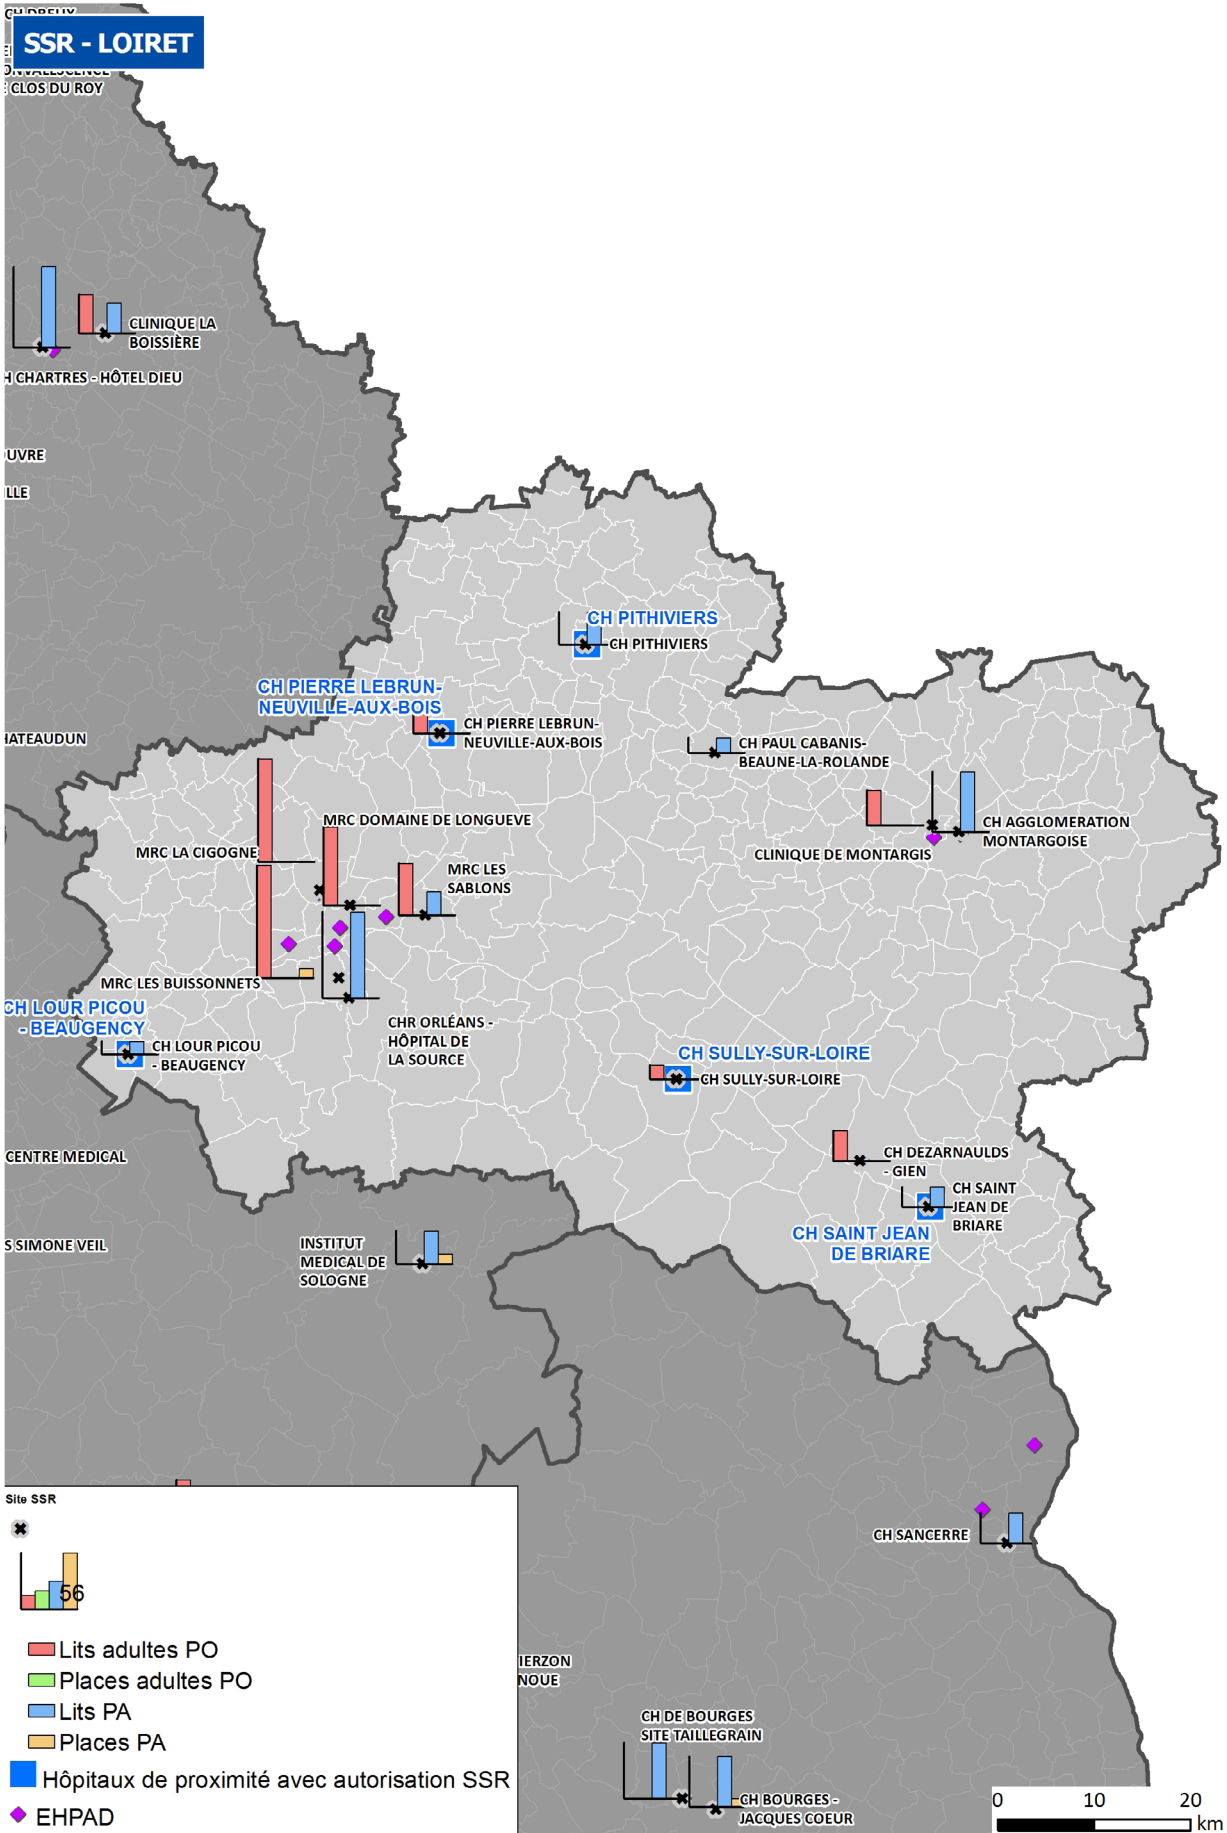 CH DREUX
SSR - LOIRET
CLOS DU ROY
CLINIQUE LA
BOISSIÈRE
H CHARTRES - HÔTEL DIEU
UVRE
LLE
CH PITHIVIERS
CH PITHIVIERS
CH PIERRE LEBRUN-
NEUVILLE-AUX-BOIS
CH PIERRE LEBRUN-
NEUVILLE-AUX-BOIS
HATEAUDUN
CH PAUL CABANIS-
BEAUNE-LA-ROLANDE
MRC DOMAINE DE LONGUEVE
CH AGGLOMERATION
MONTARGOISE
MRC LA CIGOGNE
CLINIQUE DE MONTARGIS
MRC LES
SABLONS
MRC LES BUISSONNETS
CH LOUR PICOU
- BEAUGENCY
CHR ORLÉANS -
HÔPITAL DE
LA SOURCE
CH LOUR PICOU
- BEAUGENCY
CH SULLY-SUR-LOIRE
CH SULLY-SUR-LOIRE
CENTRE MEDICAL
CH DEZARNAULDS
- GIEN
CH SAINT
JEAN DE
BRIARE
CH SAINT JEAN
DE BRIARE
S SIMONE VEIL
INSTITUT
MEDICAL DE
SOLOGNE
CH SANCERRE
IERZON
NOUE
CH DE BOURGES
SITE TAILLEGRAIN
CH BOURGES -
JACQUES COEUR
Site SSR
56
Lits adultes PO
Places adultes PO
Lits PA
Places PA
Hôpitaux de proximité avec autorisation SSR
EHPAD
0 10 20
km